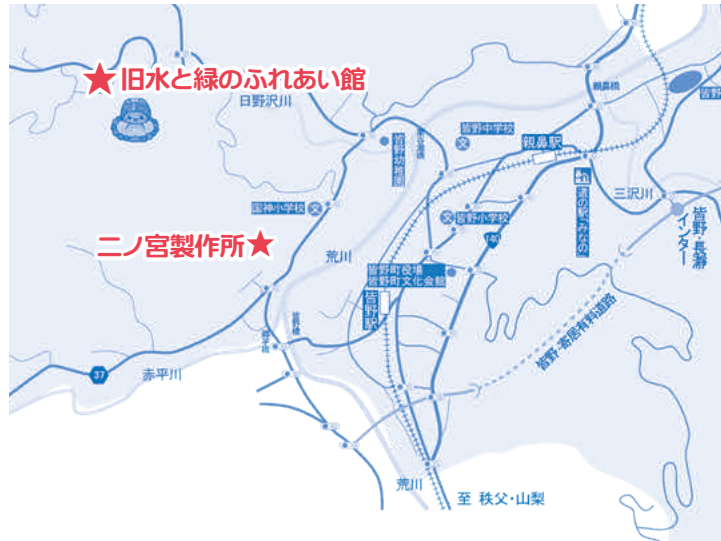 ★旧水と緑のふれあい館
日野沢川
親鼻橋
皆野
皆野幼稚園
文
皆野中学校
親鼻駅
道の駅「みなの」
三沢川
皆野・長瀞
インター
国神小学校
文
文
皆野小学校
140
二ノ宮製作所★
荒川
皆野町役場
皆野町文化会館
皆野駅
皆野橋
皆野・寄居有料道路
37
赤平川
荒川
至 秩父・山梨